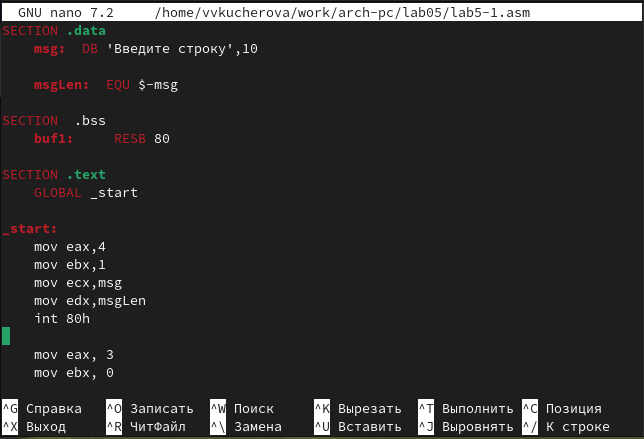 GNU nano 7.2 /home/vvkucherova/work/arch-pc/lab05/lab5-1.asm
SECTION .data
msg: DB 'Введите строку',10
msgLen: EQU $-msg
SECTION .bss
buf1: RESB 80
SECTION .text
GLOBAL _start
_start:
mov eax,4
mov ebx,1
mov ecx,msg
mov edx,msgLen
int 80h
mov eax, 3
mov ebx, 0
^G Справка ^O Записать ^W Поиск ^K Вырезать ^T Выполнить ^C Позиция
^X Выход ^R ЧитФайл ^\ Замена ^U Вставить ^J Выровнять ^/ К строке